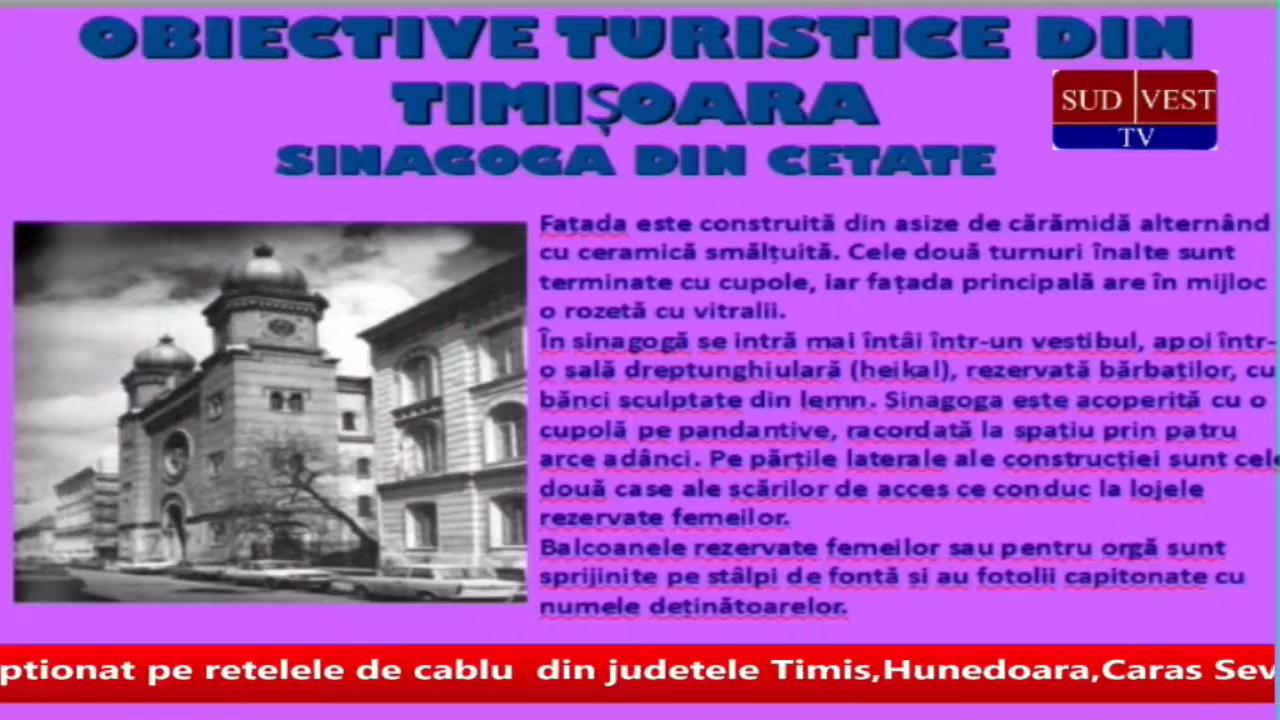 OBIECTIVE TURISTICE DIN
TIMIȘOARA
SINAGOGA DIN CETATE
SUD VEST
TV
Fațada este construită din asize de cărămidă alternând
cu ceramică smălțuită. Cele două turnuri înalte sunt
terminate cu cupole, iar fațada principală are în mijloc
o rozetă cu vitralii.
În sinagogă se intră mai întâi într-un vestibul, apoi într-
o sală dreptunghiulară (heikal), rezervată bărbaților, cu
bănci sculptate din lemn. Sinagoga este acoperită cu o
cupolă pe pandantive, racordată la spațiu prin patru
arce adânci. Pe părțile laterale ale construcției sunt cele
două case ale scărilor de acces ce conduc la lojele
rezervate femeilor.
Balcoanele rezervate femeilor sau pentru orgă sunt
sprijinite pe stâlpi de fontă și au fotolii capitonate cu
numele deținătoarelor.
ptionat pe retelele de cablu din judetele Timis,Hunedoara,Caras Sev